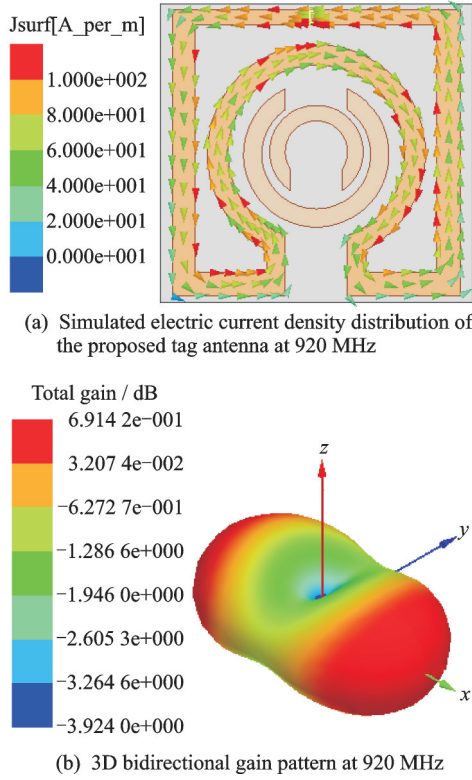 Jsurf[A_per_m]
1.000e+002
8.000e+001
6.000e+001
4.000e+001
2.000e+001
0.000e+001
(a) Simulated electric current density distribution of
the proposed tag antenna at 920 MHz
Total gain / dB
6.914 2e−001
3.207 4e−002
−6.272 7e−001
−1.286 6e+000
−1.946 0e+000
−2.605 3e+000
−3.264 6e+000
−3.924 0e+000
z
y
x
(b) 3D bidirectional gain pattern at 920 MHz